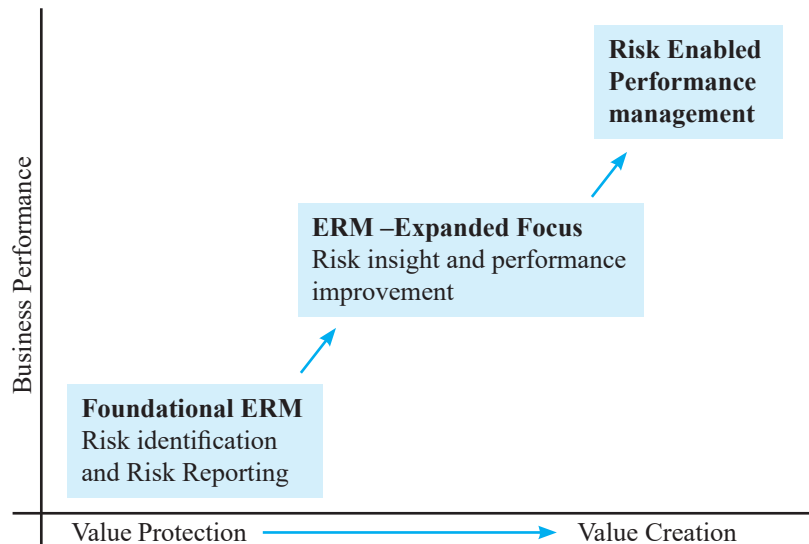 Risk Enabled
Performance
management
ERM –Expanded Focus
Risk insight and performance
improvement
Foundational ERM
Risk identification
and Risk Reporting
Business Performance
Value Protection
Value Creation